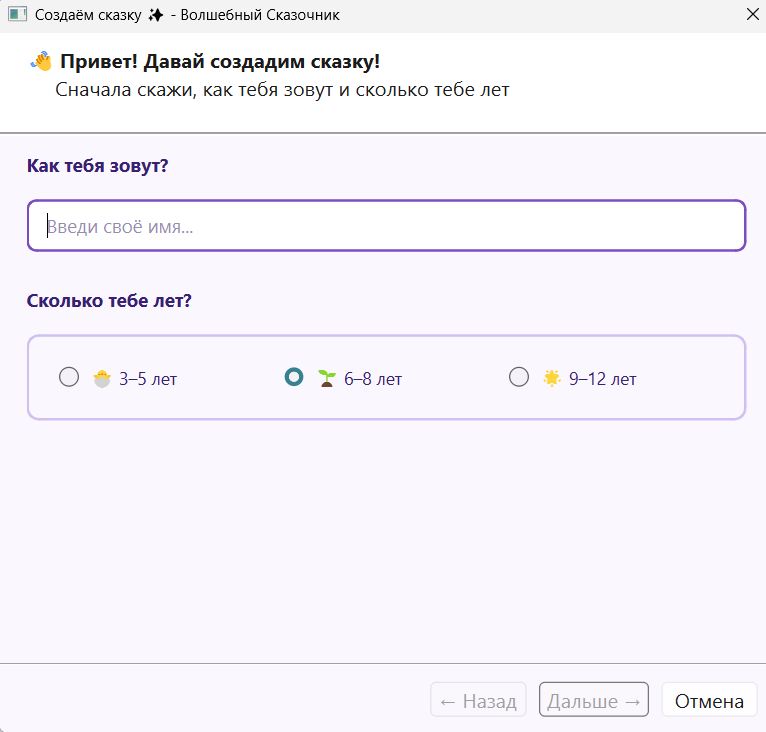 Создаём сказку ✨ - Волшебный Сказочник
👋 Привет! Давай создадим сказку!
Сначала скажи, как тебя зовут и сколько тебе лет
Как тебя зовут?
Введи своё имя...
Сколько тебе лет?
🐣 3–5 лет 🌱 6–8 лет 🌟 9–12 лет
← Назад Дальше → Отмена